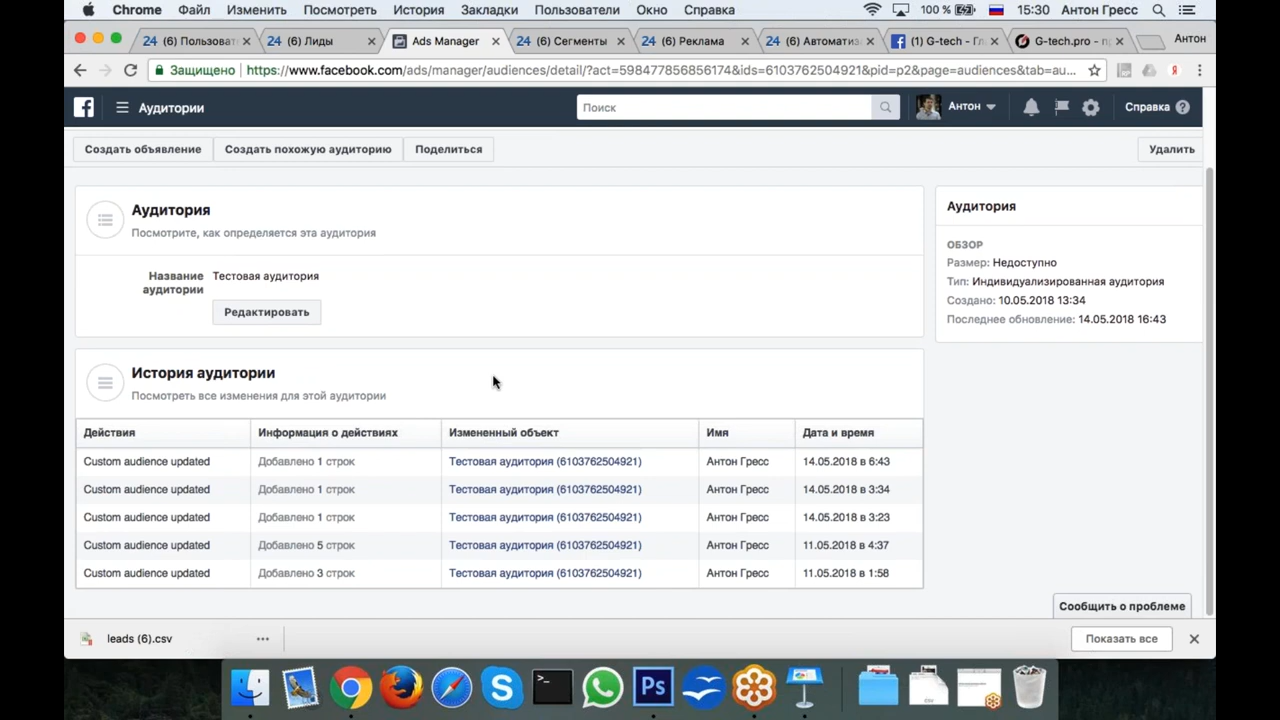 Chrome Файл Изменить Просмотреть История Закладки Пользователи Окно Справка 100 % 15:30 Антон Гресс
24 (6) Пользоват 24 (6) Лиды Ads Manager 24 (6) Сегменты 24 (6) Реклама 24 (6) Автоматиз (1) G-tech - Гл G-tech.pro - п Антон
Защищено https://www.facebook.com/ads/manager/audiences/detail/?act=598477856856174&ids=6103762504921&pid=p2&page=audiences&tab=au...
Аудитории Поиск Антон Справка ?
Создать объявление Создать похожую аудиторию Поделиться Удалить
Аудитория
Посмотрите, как определяется эта аудитория
Название аудитории Тестовая аудитория
Редактировать
Аудитория
ОБЗОР
Размер: Недоступно
Тип: Индивидуализированная аудитория
Создано: 10.05.2018 13:34
Последнее обновление: 14.05.2018 16:43
История аудитории
Посмотреть все изменения для этой аудитории
Действия Информация о действиях Измененный объект Имя Дата и время
Custom audience updated Добавлено 1 строк Тестовая аудитория (6103762504921) Антон Гресс 14.05.2018 в 6:43
Custom audience updated Добавлено 1 строк Тестовая аудитория (6103762504921) Антон Гресс 14.05.2018 в 3:34
Custom audience updated Добавлено 1 строк Тестовая аудитория (6103762504921) Антон Гресс 14.05.2018 в 3:23
Custom audience updated Добавлено 5 строк Тестовая аудитория (6103762504921) Антон Гресс 11.05.2018 в 4:37
Custom audience updated Добавлено 3 строк Тестовая аудитория (6103762504921) Антон Гресс 11.05.2018 в 1:58
Сообщить о проблеме
leads (6).csv Показать все
Ps